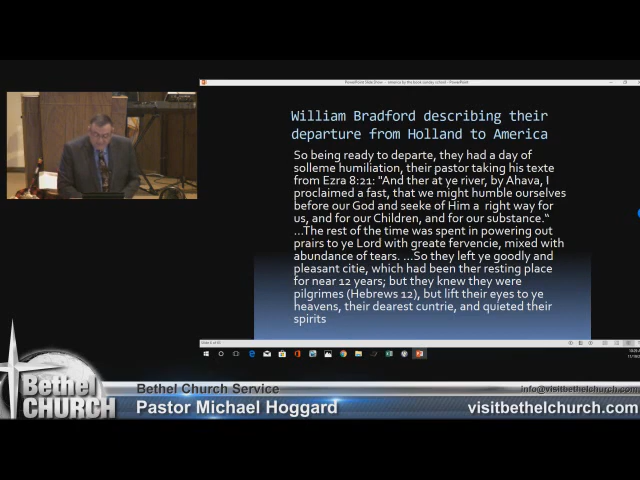 William Bradford describing their
departure from Holland to America
So being ready to departe, they had a day of
solleme humiliation, their pastor taking his texte
from Ezra 8:21: "And ther at ye river, by Ahava, I
proclaimed a fast, that we might humble ourselves
before our God and seeke of Him a right way for
us, and for our Children, and for our substance.“
...The rest of the time was spent in powering out
prairs to ye Lord with greate fervencie, mixed with
abundance of tears. ...So they left ye goodly and
pleasant citie, which had been ther resting place
for near 12 years; but they knew they were
pilgrimes (Hebrews 12), but lift their eyes to ye
heavens, their dearest cuntrie, and quieted their
spirits
Bethel
CHURCH
Bethel Church Service
info@visitbethelchurch.com
Pastor Michael Hoggard
visitbethelchurch.com